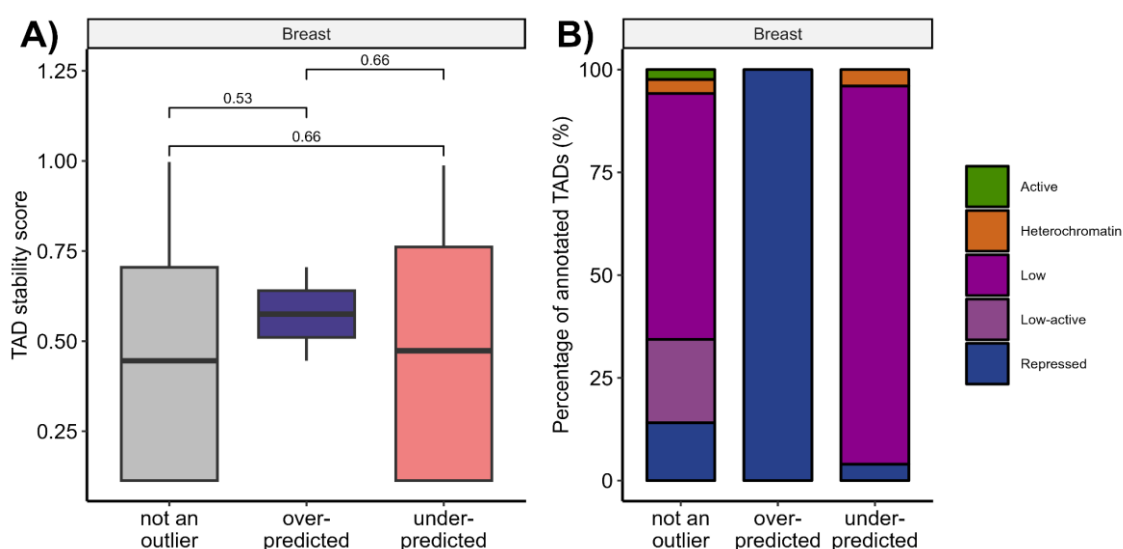 A)
Breast
TAD stability score
1.25
1.00
0.75
0.50
0.25
0.66
0.53
0.66
not an
outlier
over-
predicted
under-
predicted
B)
Breast
Percentage of annotated TADs (%)
100
75
50
25
0
not an
outlier
over-
predicted
under-
predicted
Active
Heterochromatin
Low
Low-active
Repressed